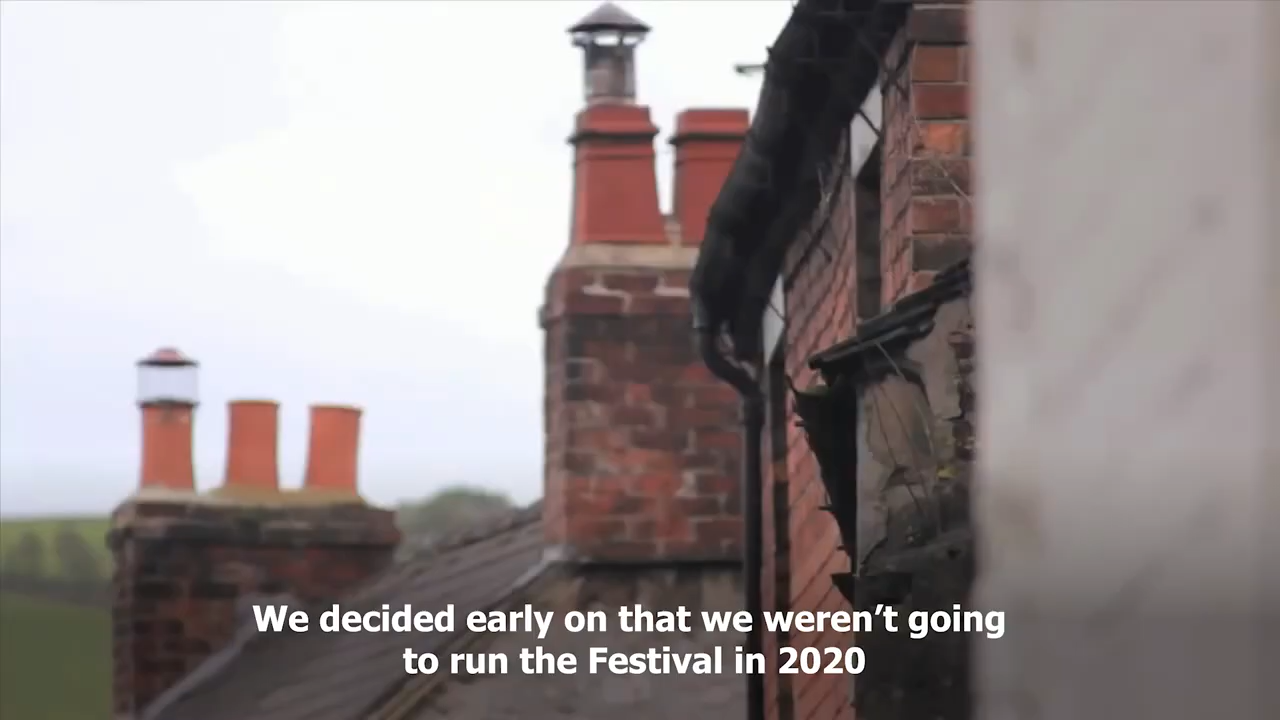 We decided early on that we weren’t going
to run the Festival in 2020